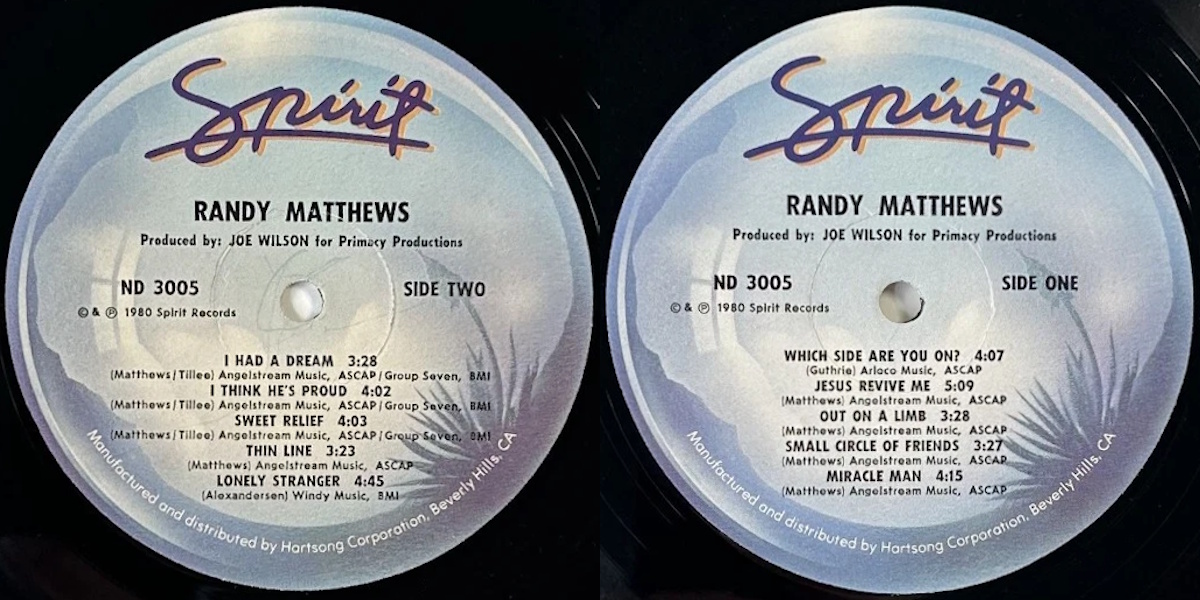 Spirit
RANDY MATTHEWS
Produced by: JOE WILSON for Primacy Productions
ND 3005
SIDE TWO
© & ℗ 1980 Spirit Records
I HAD A DREAM 3:28
(Matthews/Tillee) Angelstream Music, ASCAP/Group Seven, BMI
I THINK HE'S PROUD 4:02
(Matthews/Tillee) Angelstream Music, ASCAP/Group Seven, BMI
SWEET RELIEF 4:03
(Matthews/Tillee) Angelstream Music, ASCAP/Group Seven, BMI
THIN LINE 3:23
(Matthews) Angelstream Music, ASCAP
LONELY STRANGER 4:45
(Alexandersen) Windy Music, BMI
Manufactured and distributed by Hartsong Corporation, Beverly Hills, CA
Spirit
RANDY MATTHEWS
Produced by: JOE WILSON for Primacy Productions
ND 3005
SIDE ONE
© & ℗ 1980 Spirit Records
WHICH SIDE ARE YOU ON? 4:07
(Guthrie) Arloco Music, ASCAP
JESUS REVIVE ME 5:09
(Matthews) Angelstream Music, ASCAP
OUT ON A LIMB 3:28
(Matthews) Angelstream Music, ASCAP
SMALL CIRCLE OF FRIENDS 3:27
(Matthews) Angelstream Music, ASCAP
MIRACLE MAN 4:15
(Matthews) Angelstream Music, ASCAP
Manufactured and distributed by Hartsong Corporation, Beverly Hills, CA